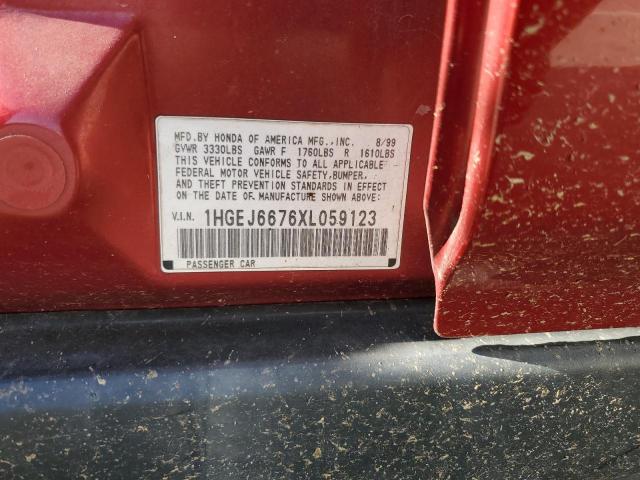 MFD.BY HONDA OF AMERICA MFG.,INC. 8/99
GVWR 3330LBS GAWR F 1760LBS R 1610LBS
THIS VEHICLE CONFORMS TO ALL APPLICABLE
FEDERAL MOTOR VEHICLE SAFETY,BUMPER,
AND THEFT PREVENTION STANDARDS IN EFFECT
ON THE DATE OF MANUFACTURE SHOWN ABOVE.
V.I.N. 1HGEJ6676XL059123
PASSENGER CAR